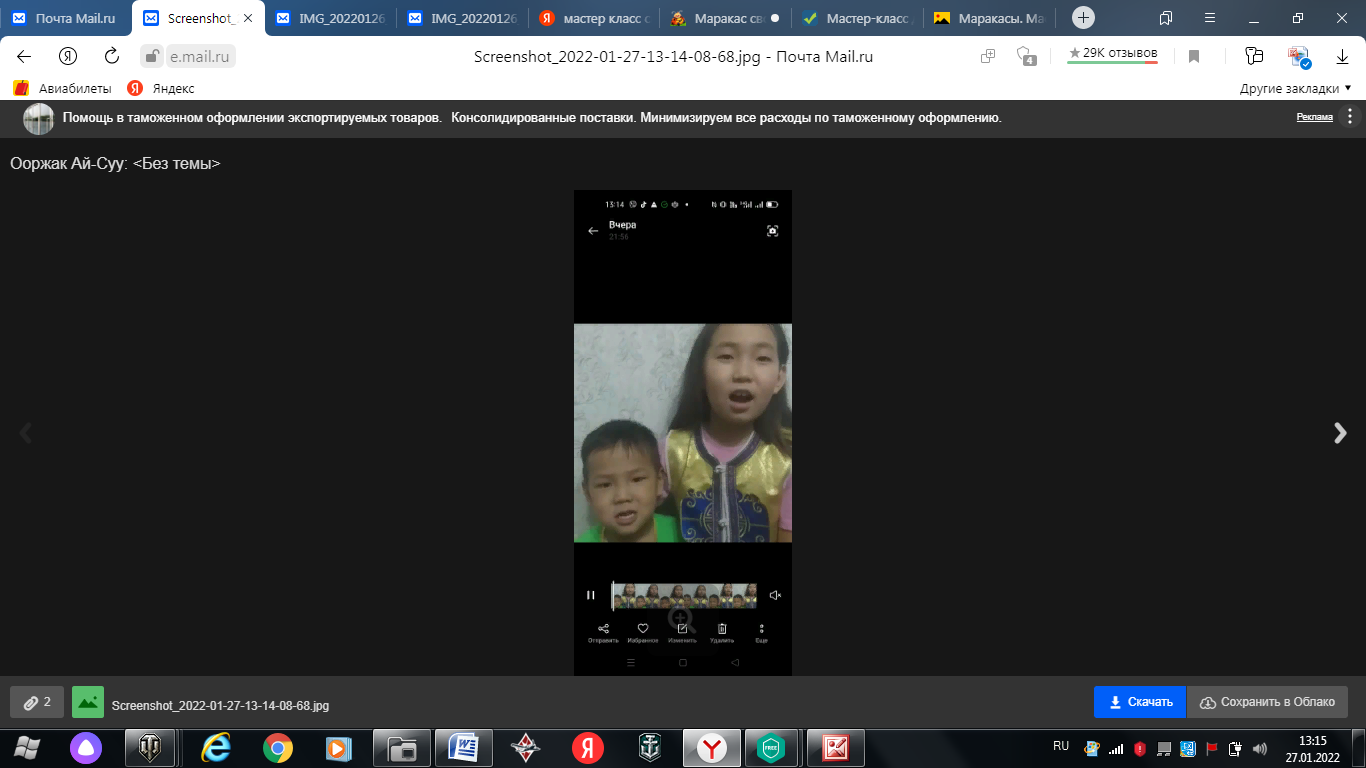 Почта Mail.ru
Screenshot_
IMG_20220126
IMG_20220126
мастер класс с
Маракас сво
Мастер-класс
Маракасы. Ма
e.mail.ru
Screenshot_2022-01-27-13-14-08-68.jpg - Почта Mail.ru
4
29K отзывов
Авиабилеты
Яндекс
Другие закладки
Помощь в таможенном оформлении экспортируемых товаров. Консолидированные поставки. Минимизируем все расходы по таможенному оформлению.
Реклама
Ооржак Ай-Суу: <Без темы>
13:14
Вчера
21:56
Отправить
Избранное
Изменить
Удалить
Еще
2
Screenshot_2022-01-27-13-14-08-68.jpg
Скачать
Сохранить в Облако
FREE
RU
13:15
27.01.2022